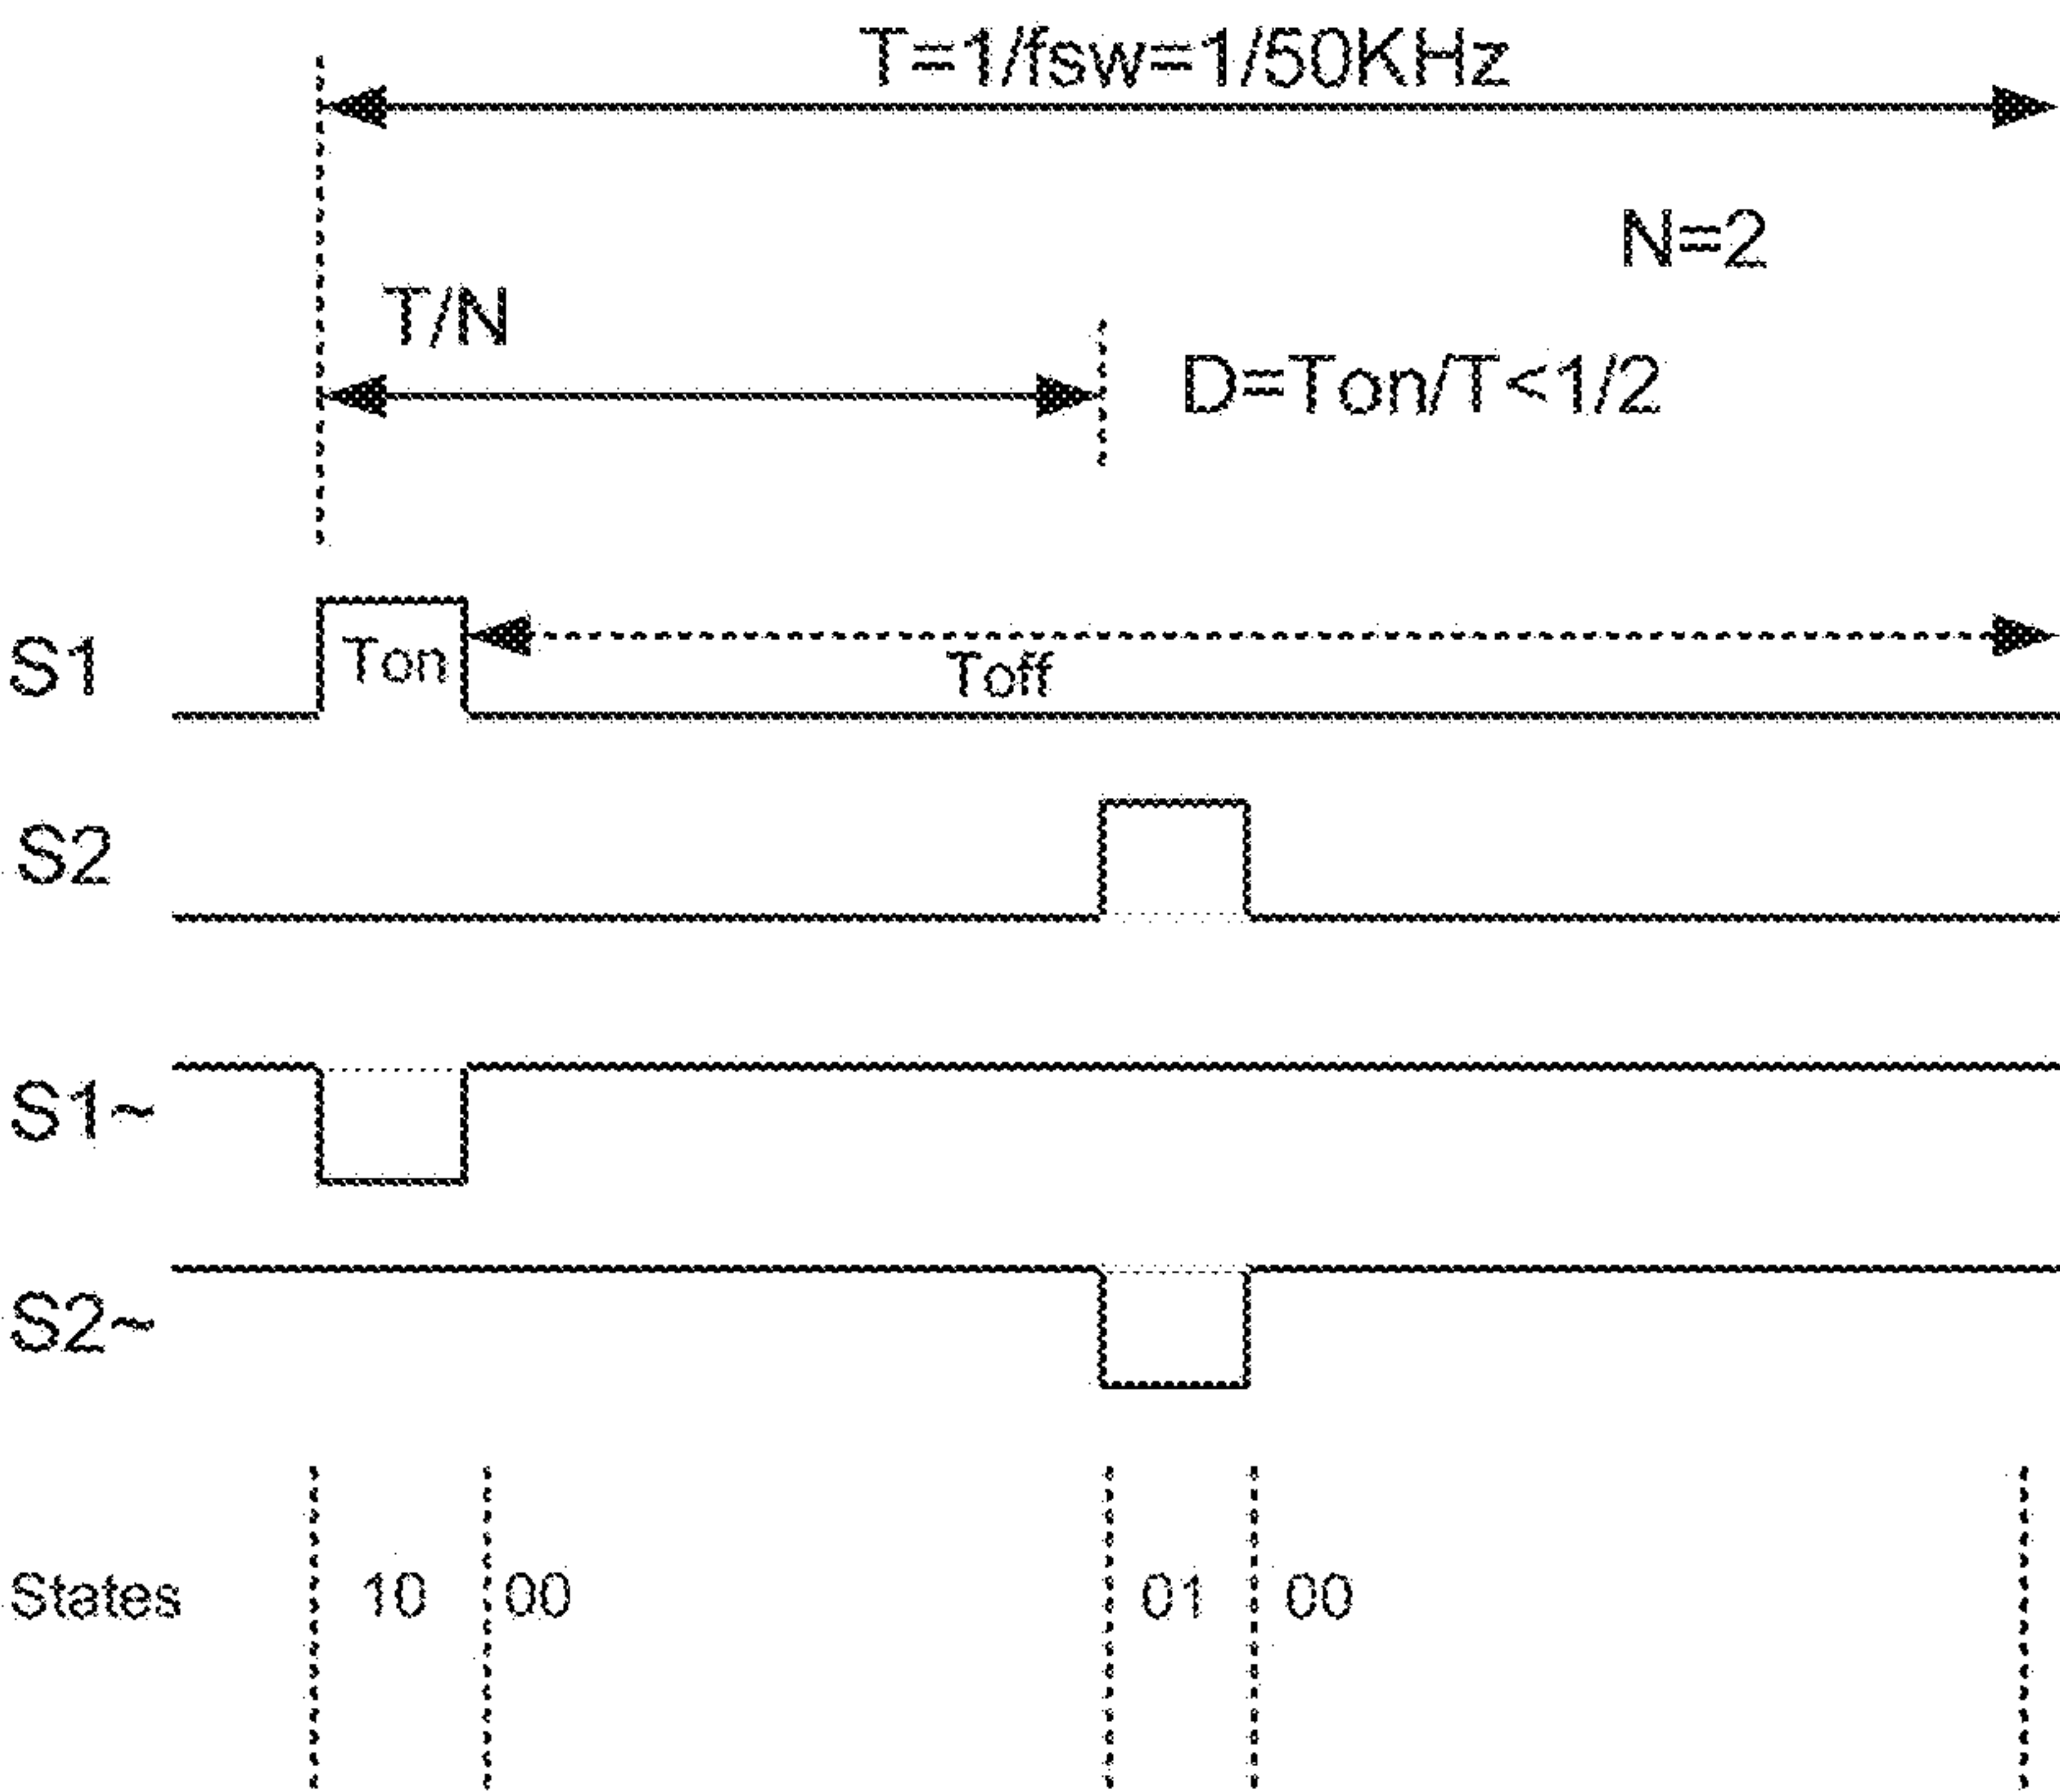 T=1/fsw=1/50KHz
N=2
T/N
D=Ton/T<1/2
S1
Ton
Toff
S2
S1~
S2~
States
10
00
01
00